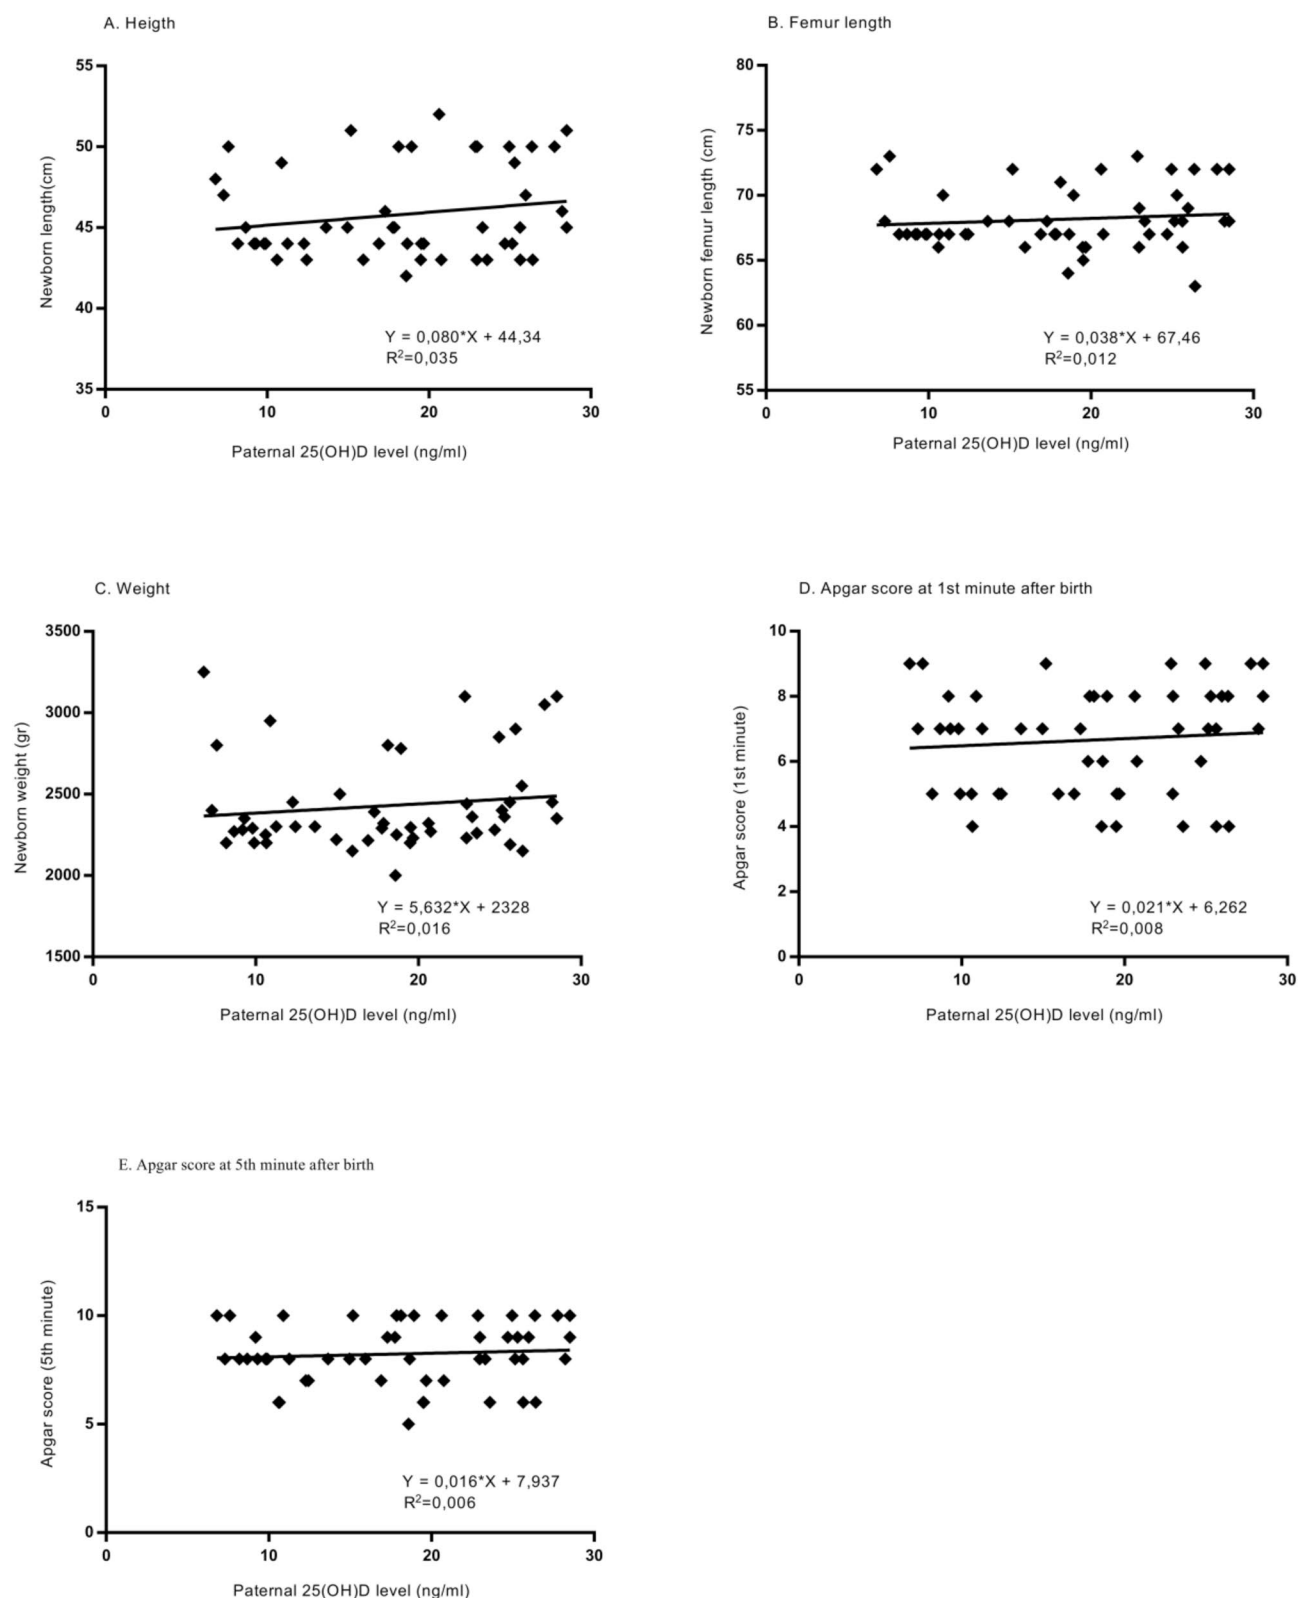 A. Heigth
55
50
45
40
35
0 10 20 30
Newborn length(cm)
Y = 0,080*X + 44,34
R²=0,035
Paternal 25(OH)D level (ng/ml)
B. Femur length
80
75
70
65
60
55
0 10 20 30
Newborn femur length (cm)
Y = 0,038*X + 67,46
R²=0,012
Paternal 25(OH)D level (ng/ml)
C. Weight
3500
3000
2500
2000
1500
0 10 20 30
Newborn weight (gr)
Y = 5,632*X + 2328
R²=0,016
Paternal 25(OH)D level (ng/ml)
D. Apgar score at 1st minute after birth
10
8
6
4
2
0
0 10 20 30
Apgar score (1st minute)
Y = 0,021*X + 6,262
R²=0,008
Paternal 25(OH)D level (ng/ml)
E. Apgar score at 5th minute after birth
15
10
5
0
0 10 20 30
Apgar score (5th minute)
Y = 0,016*X + 7,937
R²=0,006
Paternal 25(OH)D level (ng/ml)